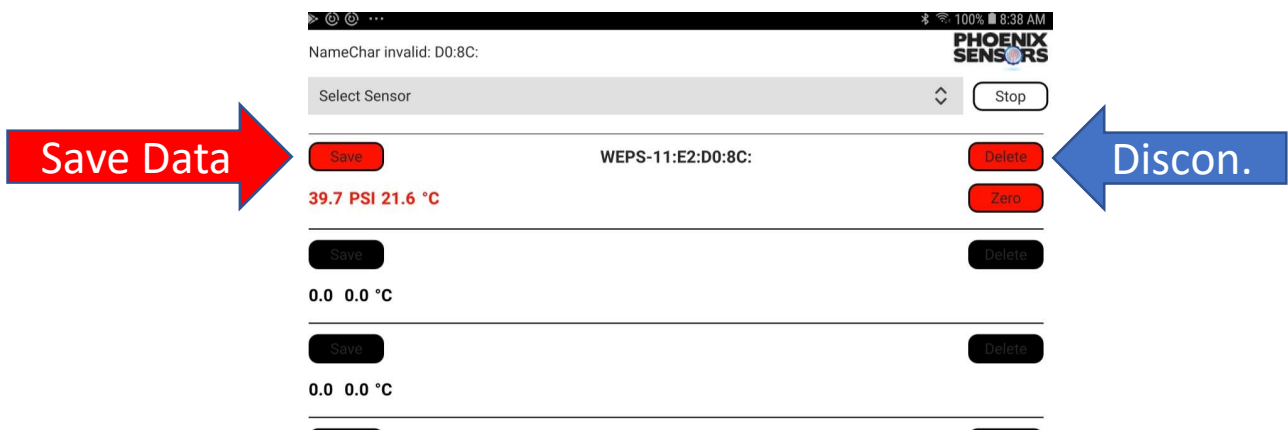 100% 8:38 AM
NameChar invalid: D0:8C:
PHOENIX
SENSORS
Select Sensor
Stop
Save Data
Save
WEPS-11:E2:D0:8C:
Delete
Discon.
39.7 PSI 21.6 °C
Zero
Save
Delete
0.0 0.0 °C
Save
Delete
0.0 0.0 °C